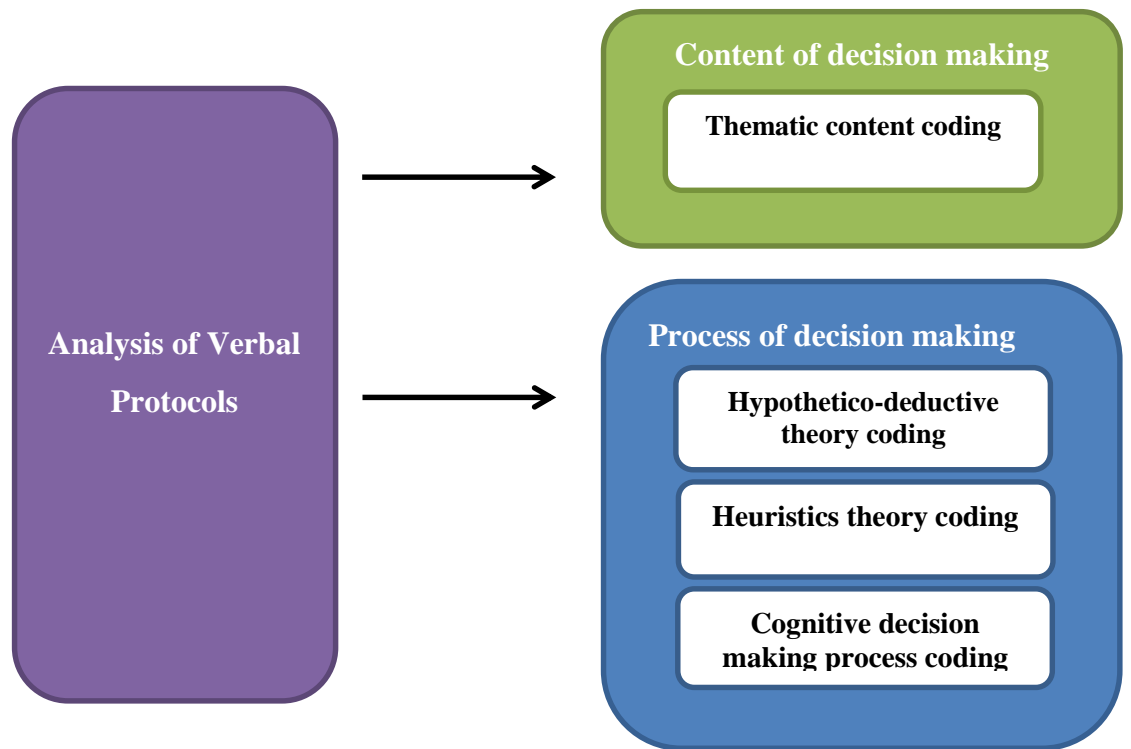 Content of decision making
Thematic content coding
Analysis of Verbal
Protocols
Process of decision making
Hypothetico-deductive
theory coding
Heuristics theory coding
Cognitive decision
making process coding